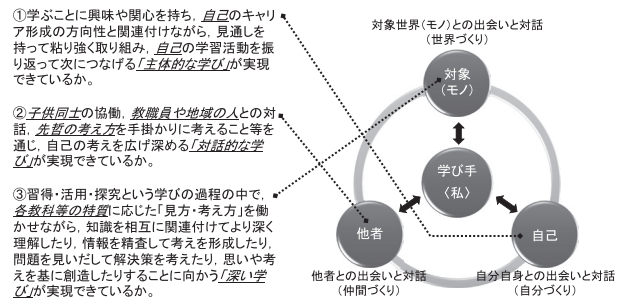 ①学ぶことに興味や関心を持ち，自己のキャリ
ア形成の方向性と関連付けながら，見通しを
持って粘り強く取り組み，自己の学習活動を振
り返って次につなげる「主体的な学び」が実現
できているか。
②子供同士の協働，教職員や地域の人との対
話，先哲の考え方を手掛かりに考えること等を
通じ，自己の考えを広げ深める「対話的な学
び」が実現できているか。
③習得・活用・探究という学びの過程の中で，
各教科等の特質に応じた「見方・考え方」を働
かせながら，知識を相互に関連付けてより深く
理解したり，情報を精査して考えを形成したり，
問題を見いだして解決策を考えたり，思いや考
えを基に創造したりすることに向かう「深い学
び」が実現できているか。
対象世界（モノ）との出会いと対話
（世界づくり）
対象
（モノ）
学び手
〈私〉
他者
自己
他者との出会いと対話
（仲間づくり）
自分自身との出会いと対話
（自分づくり）